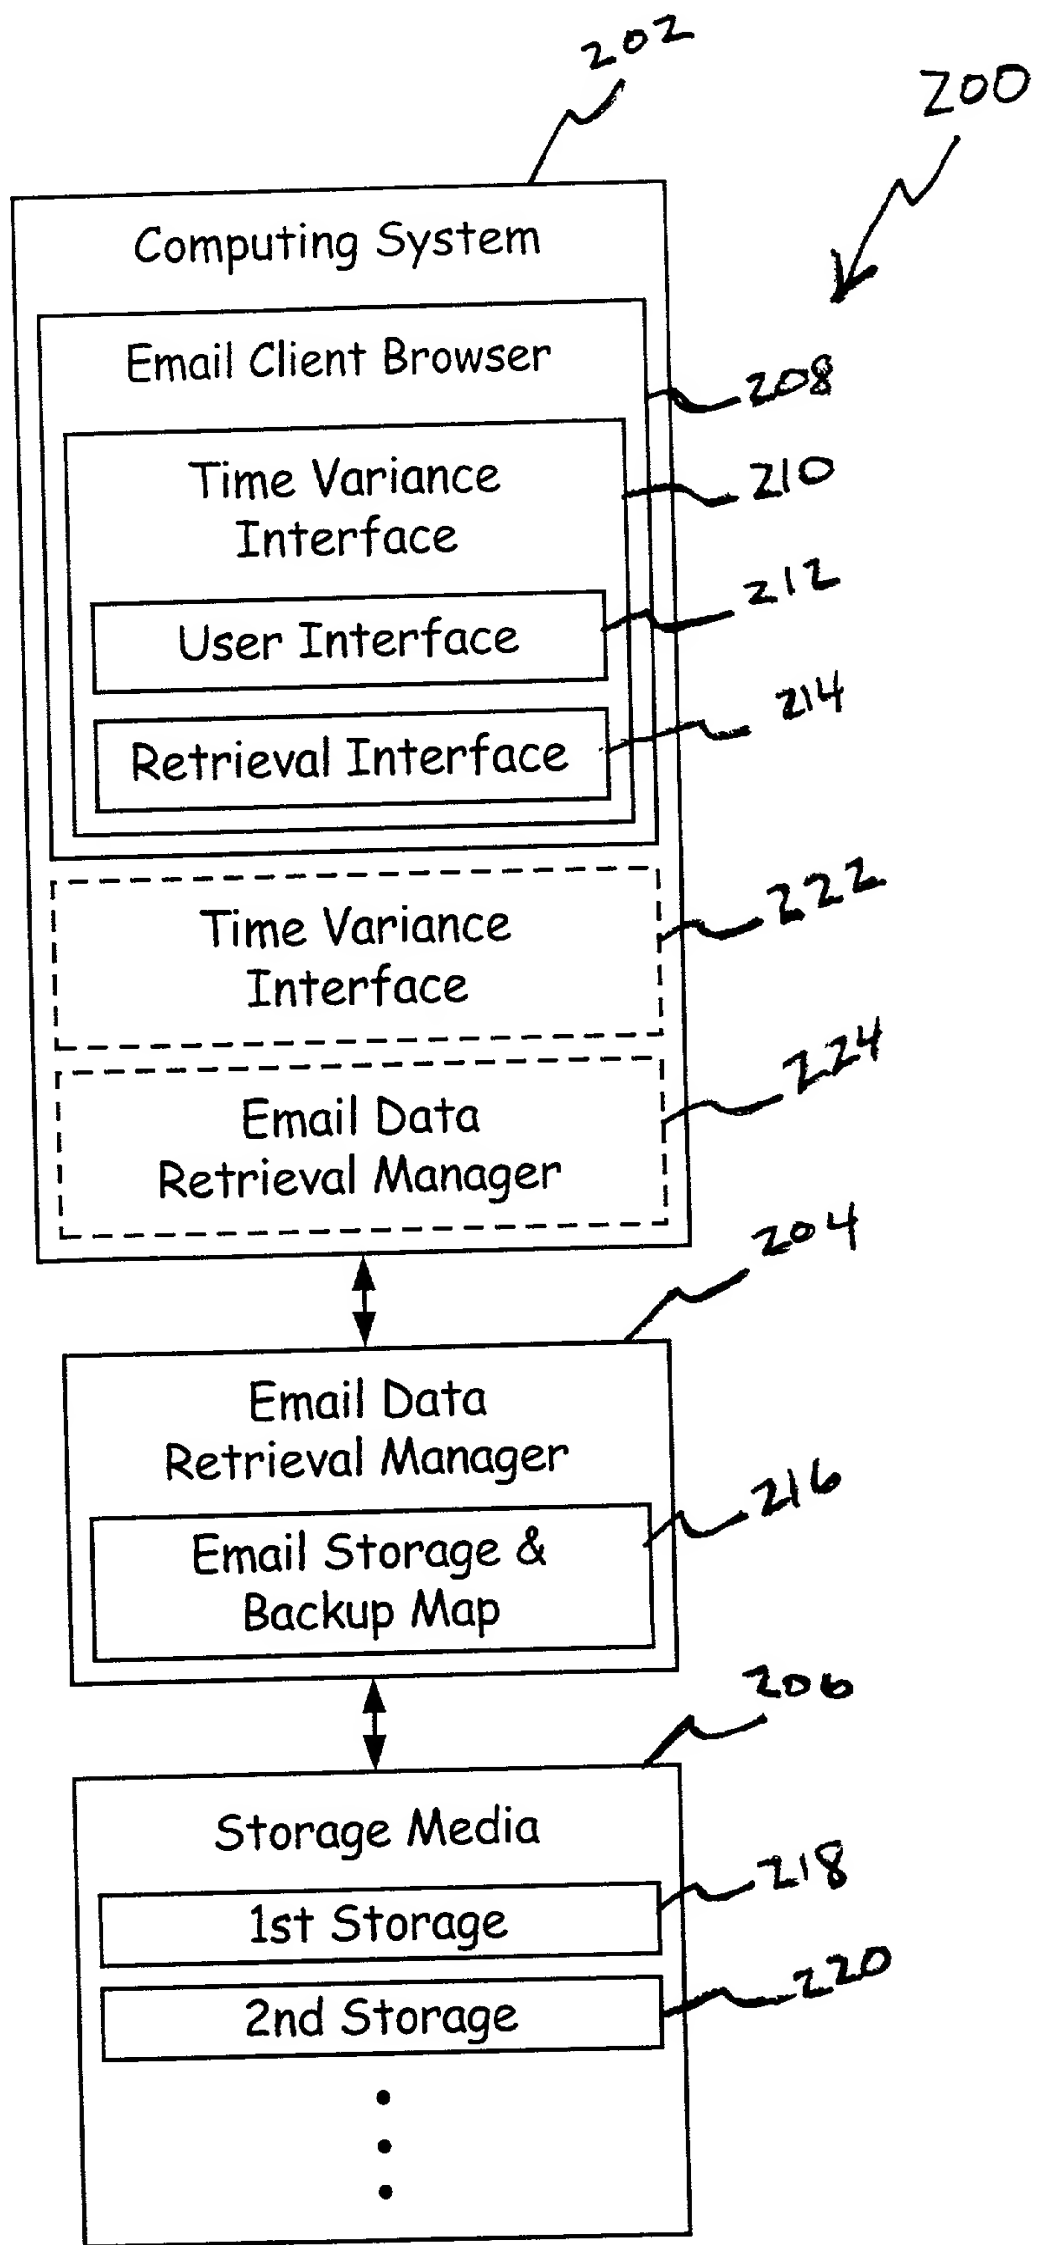 202
200
Computing System
Email Client Browser
208
Time Variance
Interface
210
User Interface
212
Retrieval Interface
214
Time Variance
Interface
222
Email Data
Retrieval Manager
224
204
Email Data
Retrieval Manager
Email Storage &
Backup Map
216
206
Storage Media
1st Storage
218
2nd Storage
220